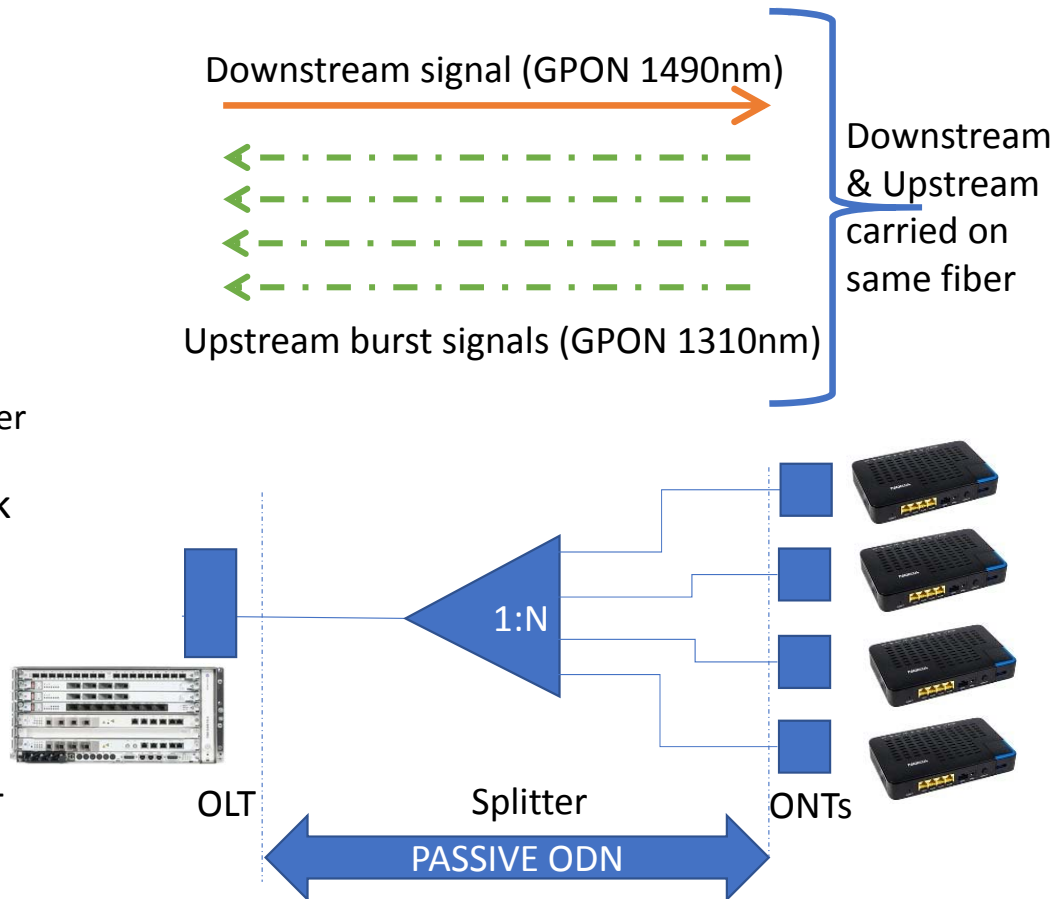 Downstream signal (GPON 1490nm)
Downstream
& Upstream
carried on
same fiber
Upstream burst signals (GPON 1310nm)
er
k
1:N
r
OLT
Splitter
ONTs
PASSIVE ODN